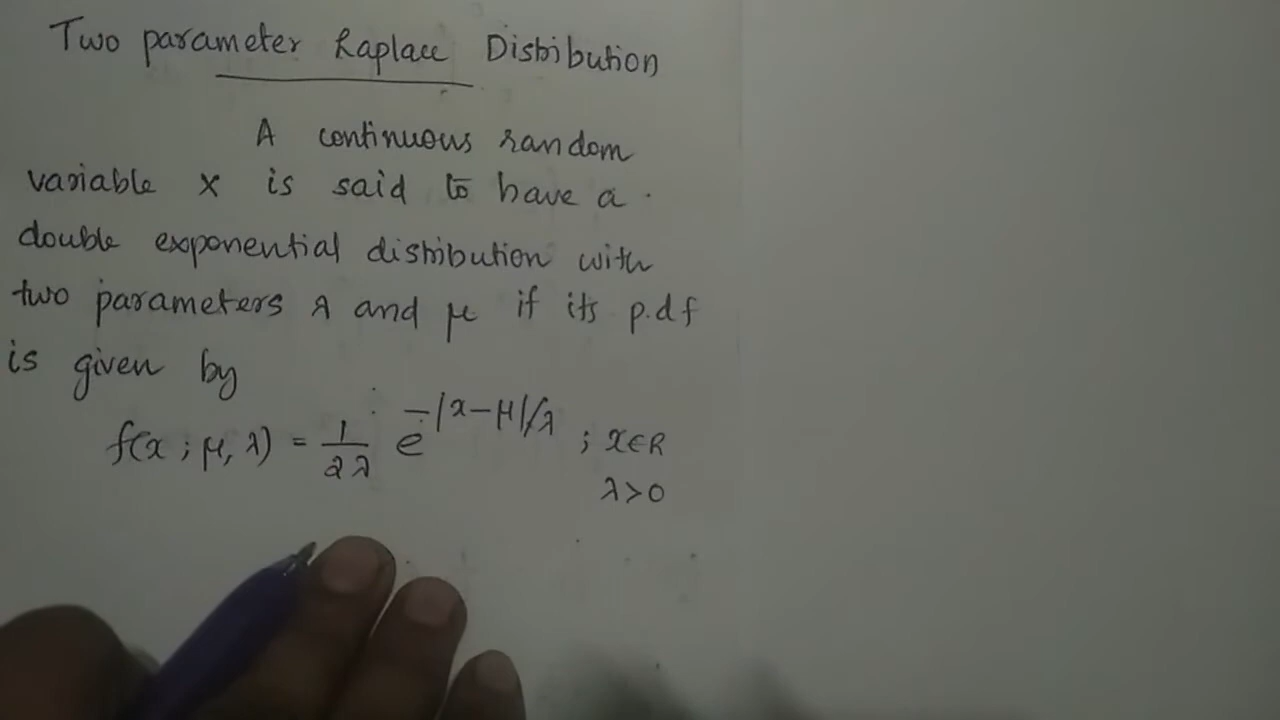 Two parameter Laplace Distribution
A continuous random
variable X is said to have a
double exponential distribution with
two parameters λ and μ if its p.d f
is given by
f(x ; μ, λ) = 1/2λ e^-|x-μ|/λ ; x∈R
λ>0